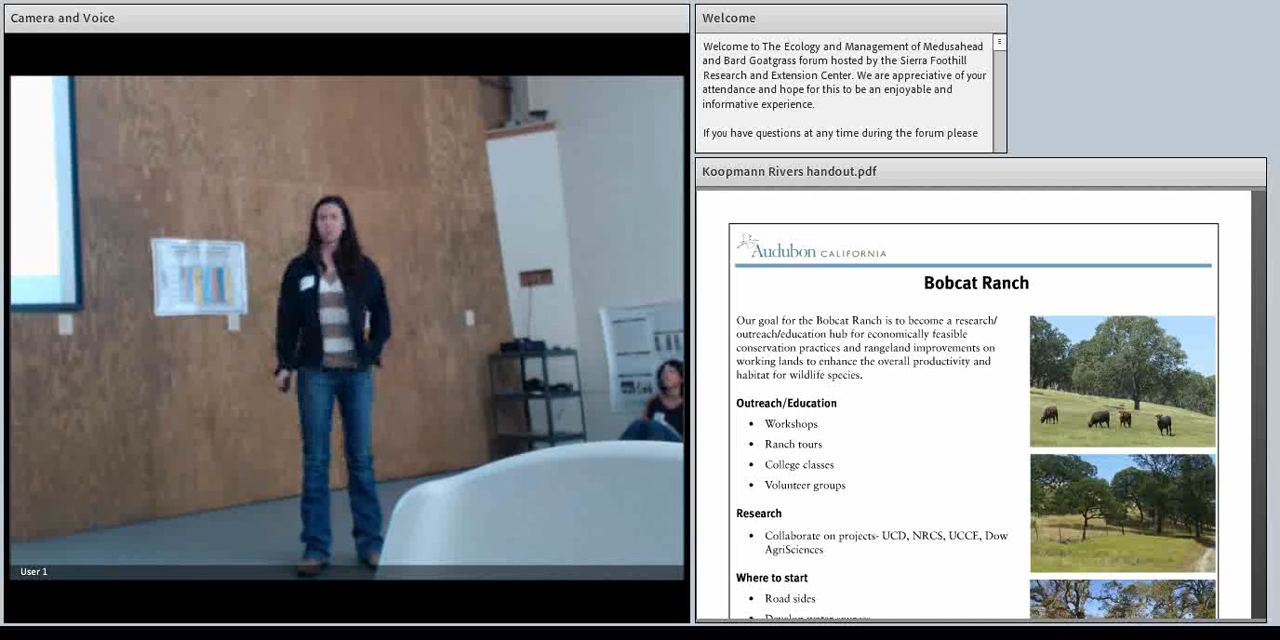 Camera and Voice
User 1
Welcome
Welcome to The Ecology and Management of Medusahead
and Bard Goatgrass forum hosted by the Sierra Foothill
Research and Extension Center. We are appreciative of your
attendance and hope for this to be an enjoyable and
informative experience.
If you have questions at any time during the forum please
Koopmann Rivers handout.pdf
Audubon CALIFORNIA
Bobcat Ranch
Our goal for the Bobcat Ranch is to become a research/
outreach/education hub for economically feasible
conservation practices and rangeland improvements on
working lands to enhance the overall productivity and
habitat for wildlife species.
Outreach/Education
• Workshops
• Ranch tours
• College classes
• Volunteer groups
Research
• Collaborate on projects- UCD, NRCS, UCCE, Dow
AgriSciences
Where to start
• Road sides
• Develop water sources